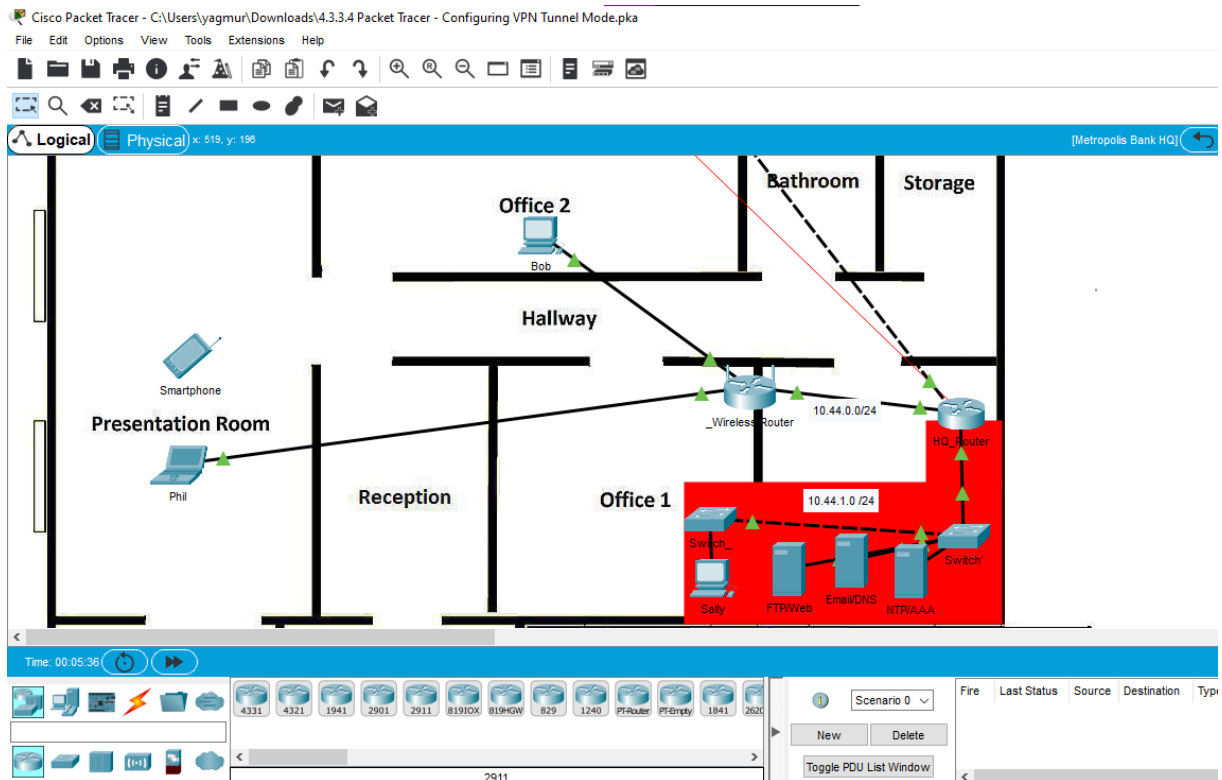 Cisco Packet Tracer - C:\Users\yagmur\Downloads\4.3.3.4 Packet Tracer - Configuring VPN Tunnel Mode.pka
File Edit Options View Tools Extensions Help
Logical Physical x: 519, y: 196 [Metropolis Bank HQ]
Bathroom Storage
Office 2
Bob
Hallway
Smartphone
10.44.0.0/24
_Wireless Router
Presentation Room
HQ_Router
Phil
Reception
Office 1
10.44.1.0 /24
Switch_
Switch'
Sally
FTP/Web
Email/DNS
NTP/AAA
Time: 00:05:36
4331 4321 1941 2901 2911 819IOX 819HGW 829 1240 PT-Router PT-Empty 1841 262
Scenario 0
Fire Last Status Source Destination Type
New Delete
Toggle PDU List Window
2911